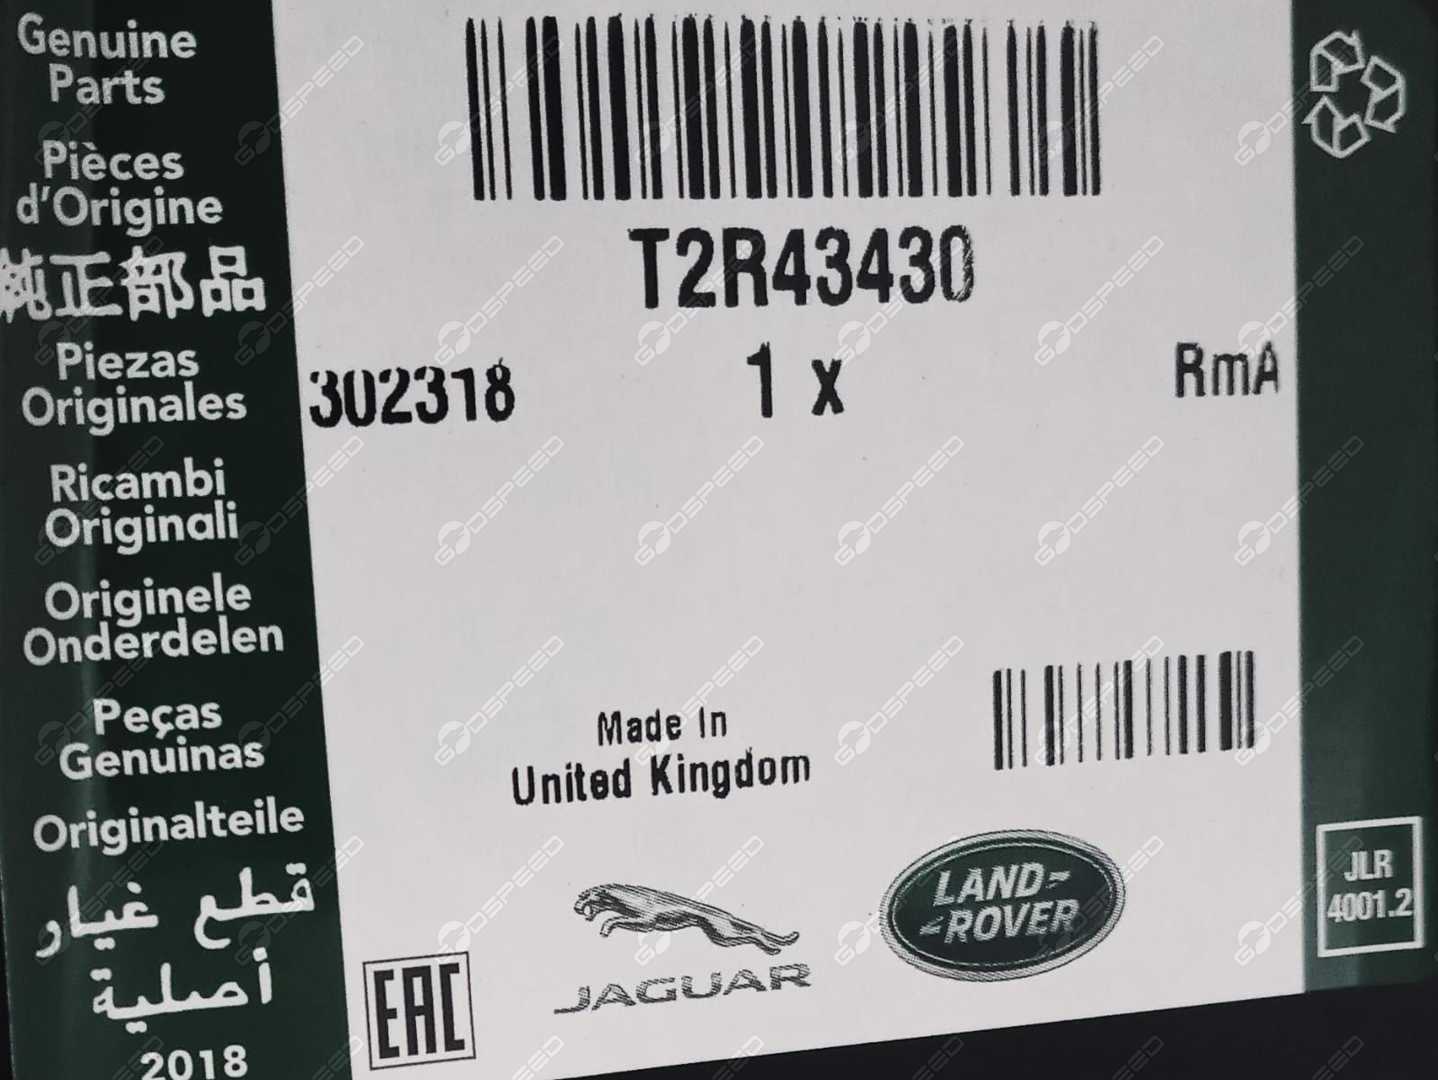 Genuine
Parts
Pièces
d'Origine
純正部品
Piezas
Originales
Ricambi
Originali
Originele
Onderdelen
Peças
Genuinas
Originalteile
قطع غيار
أصلية
2018
T2R43430
302318 1 x RmA
Made In
United Kingdom
EAC
JAGUAR
LAND-
-ROVER
JLR
4001.2
GODSPEED